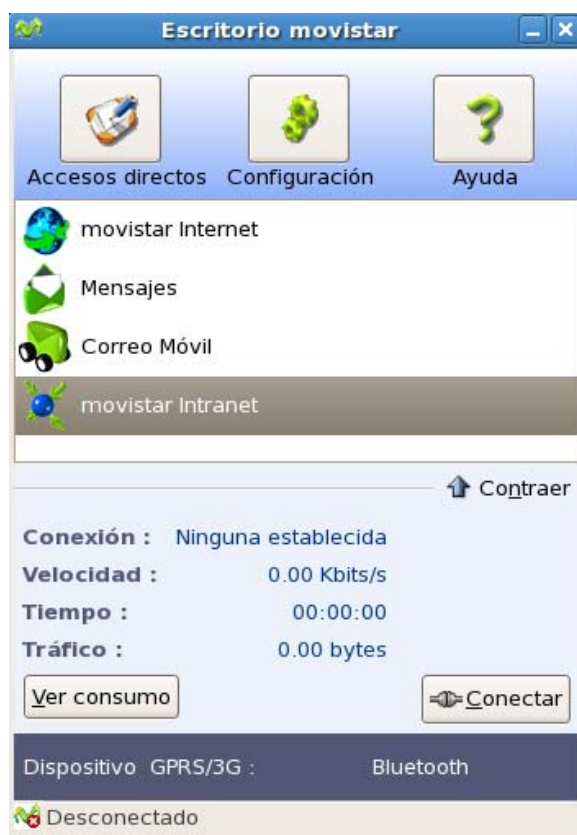 Escritorio movistar
Accesos directos Configuración Ayuda
movistar Internet
Mensajes
Correo Móvil
movistar Intranet
Contraer
Conexión : Ninguna establecida
Velocidad : 0.00 Kbits/s
Tiempo : 00:00:00
Tráfico : 0.00 bytes
Ver consumo Conectar
Dispositivo GPRS/3G : Bluetooth
Desconectado